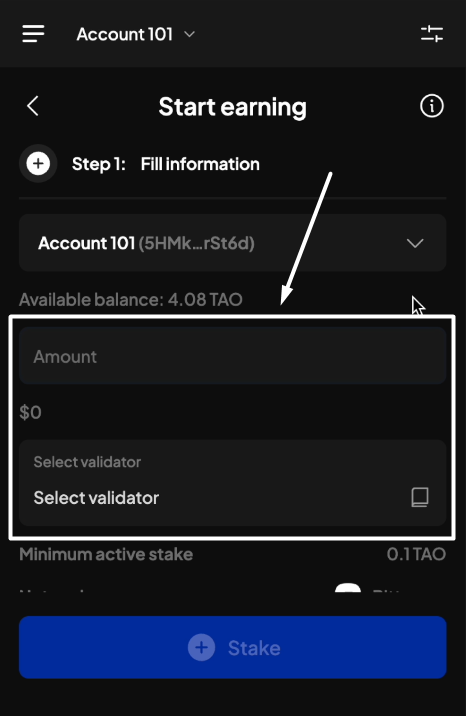 Account 101
Start earning
Step 1: Fill information
Account 101 (5HMk...rSt6d)
Available balance: 4.08 TAO
Amount
$0
Select validator
Select validator
Minimum active stake 0.1 TAO
Stake